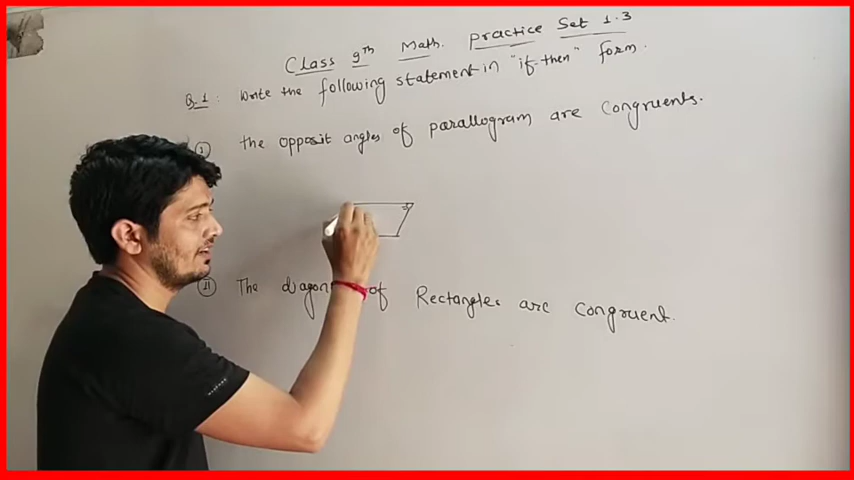 Class 9th Math. practice Set 1.3
Q.1: Write the following statement in "if-then" form.
I the opposit angles of parallogram are congruents.
II The of Rectangles are congruent.